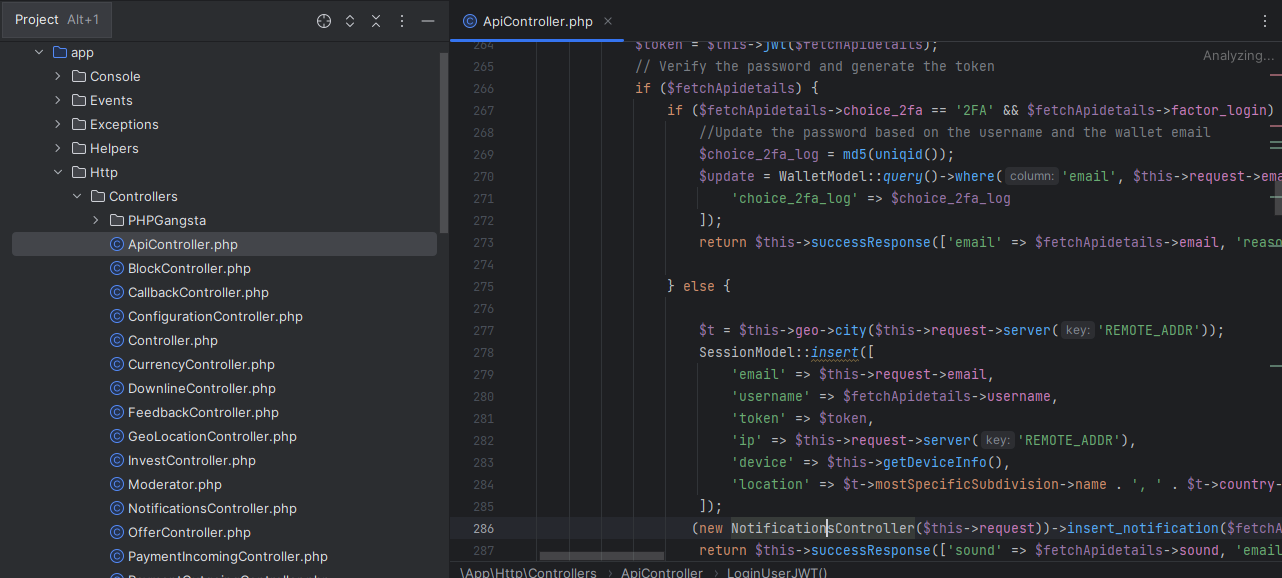 Project Alt+1
app
Console
Events
Exceptions
Helpers
Http
Controllers
PHPGangsta
ApiController.php
BlockController.php
CallbackController.php
ConfigurationController.php
Controller.php
CurrencyController.php
DownlineController.php
FeedbackController.php
GeoLocationController.php
InvestController.php
Moderator.php
NotificationsController.php
OfferController.php
PaymentIncomingController.php
ApiController.php
Analyzing...
264 $token = $this->jwt($fetchApidetails);
265 // Verify the password and generate the token
266 if ($fetchApidetails) {
267 if ($fetchApidetails->choice_2fa == '2FA' && $fetchApidetails->factor_login)
268 //Update the password based on the username and the wallet email
269 $choice_2fa_log = md5(uniqid());
270 $update = WalletModel::query()->where( column: 'email', $this->request->ema
271 'choice_2fa_log' => $choice_2fa_log
272 ]);
273 return $this->successResponse(['email' => $fetchApidetails->email, 'reaso
274
275 } else {
276
277 $t = $this->geo->city($this->request->server( key: 'REMOTE_ADDR'));
278 SessionModel::insert([
279 'email' => $this->request->email,
280 'username' => $fetchApidetails->username,
281 'token' => $token,
282 'ip' => $this->request->server( key: 'REMOTE_ADDR'),
283 'device' => $this->getDeviceInfo(),
284 'location' => $t->mostSpecificSubdivision->name . ', ' . $t->country-
285 ]);
286 (new NotificationsController($this->request))->insert_notification($fetchA
287 return $this->successResponse(['sound' => $fetchApidetails->sound, 'email
\App\Http\Controllers > ApiController > LoginUserJWT()